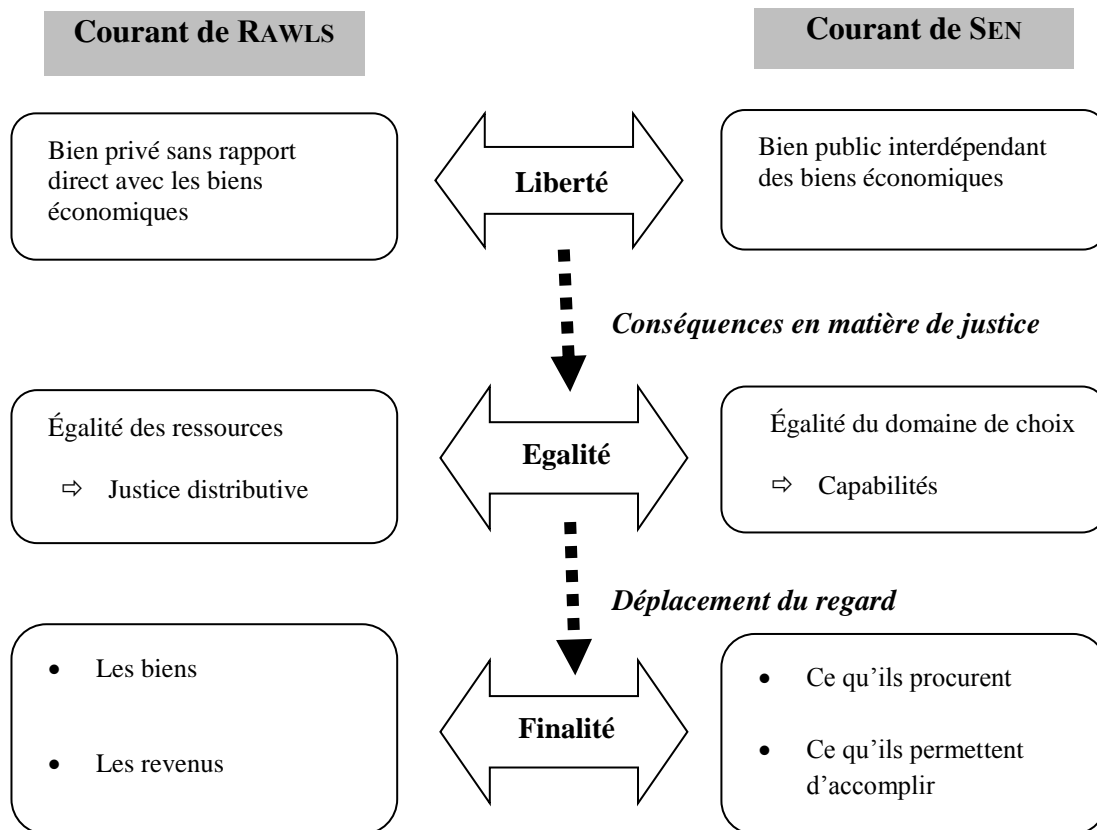 Courant de RAWLS
Courant de SEN
Bien privé sans rapport
direct avec les biens
économiques
Liberté
Bien public interdépendant
des biens économiques
Conséquences en matière de justice
Égalité des ressources
⇨ Justice distributive
Egalité
Égalité du domaine de choix
⇨ Capabilités
Déplacement du regard
• Les biens
• Les revenus
Finalité
• Ce qu’ils procurent
• Ce qu’ils permettent
d’accomplir